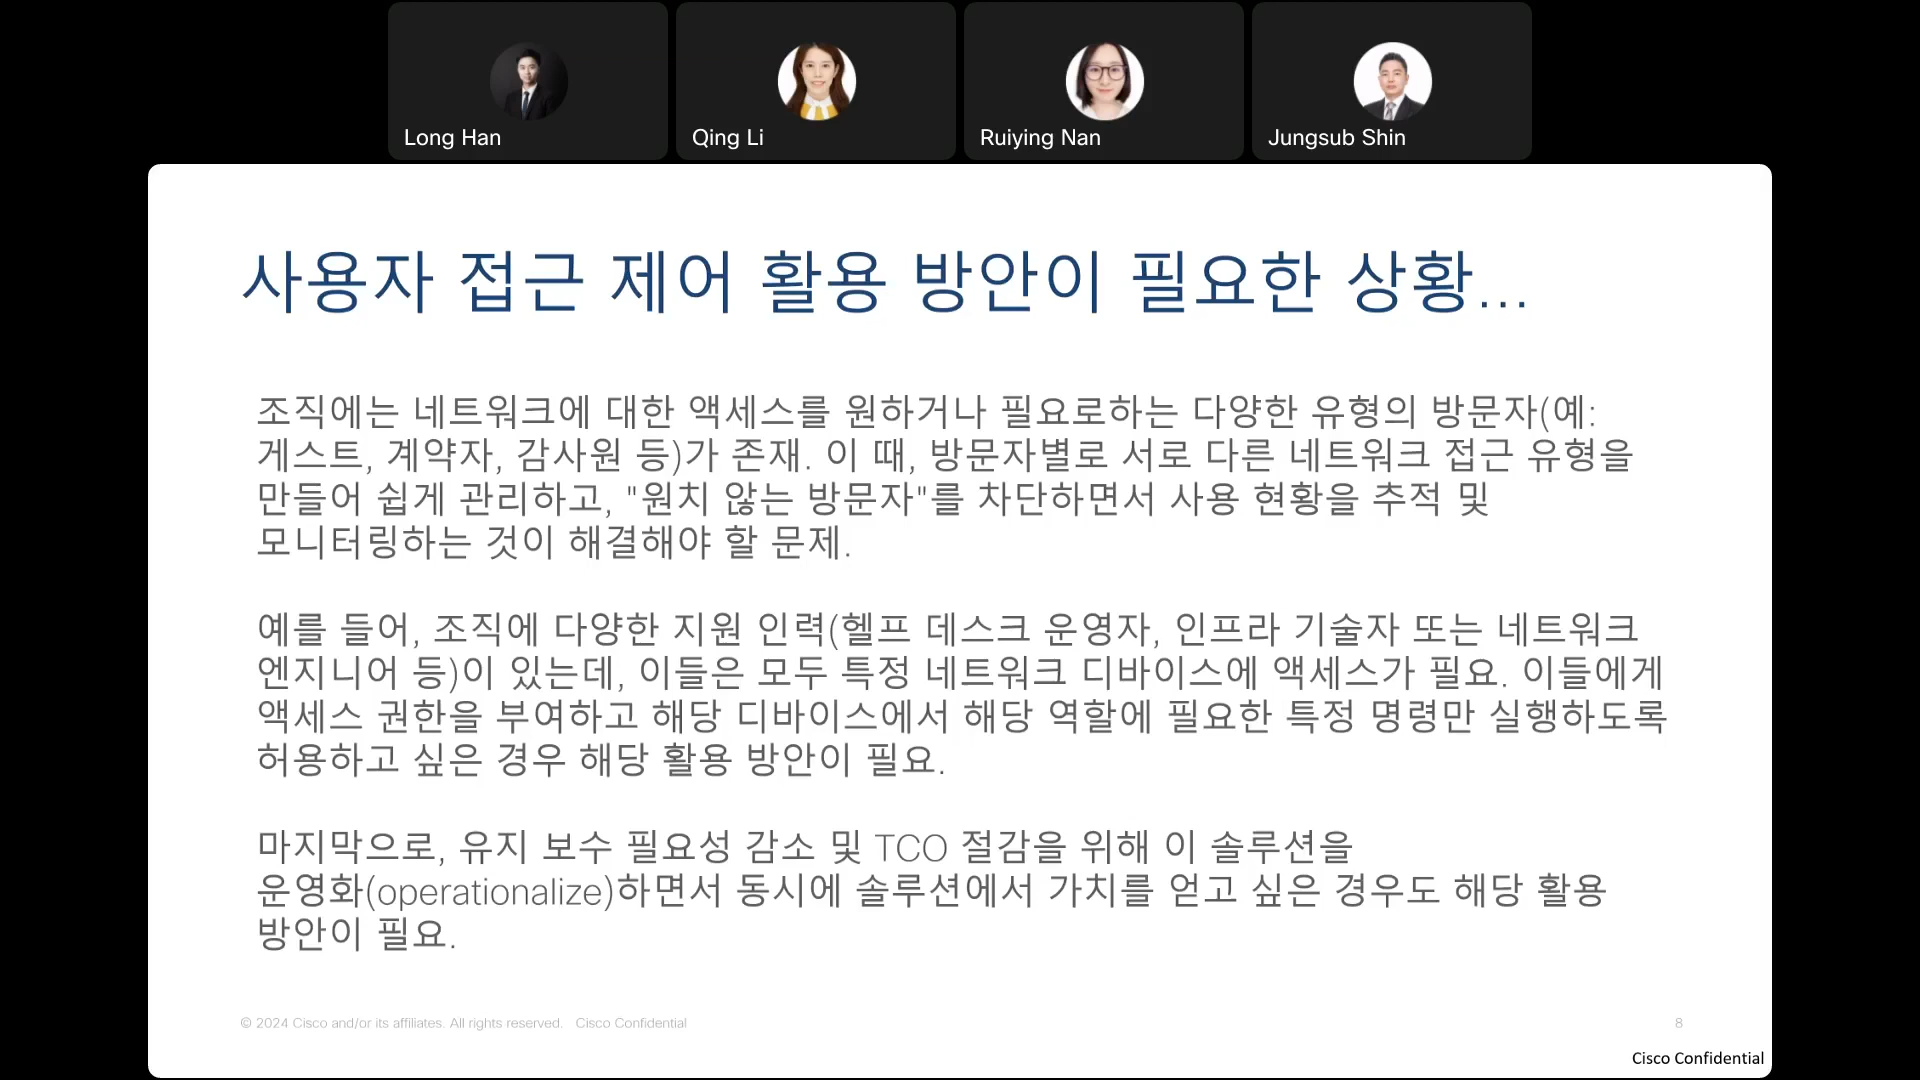 Long Han
Qing Li
Ruiying Nan
Jungsub Shin
사용자 접근 제어 활용 방안이 필요한 상황...
조직에는 네트워크에 대한 액세스를 원하거나 필요로하는 다양한 유형의 방문자(예:
게스트, 계약자, 감사원 등)가 존재. 이 때, 방문자별로 서로 다른 네트워크 접근 유형을
만들어 쉽게 관리하고, "원치 않는 방문자"를 차단하면서 사용 현황을 추적 및
모니터링하는 것이 해결해야 할 문제.
예를 들어, 조직에 다양한 지원 인력(헬프 데스크 운영자, 인프라 기술자 또는 네트워크
엔지니어 등)이 있는데, 이들은 모두 특정 네트워크 디바이스에 액세스가 필요. 이들에게
액세스 권한을 부여하고 해당 디바이스에서 해당 역할에 필요한 특정 명령만 실행하도록
허용하고 싶은 경우 해당 활용 방안이 필요.
마지막으로, 유지 보수 필요성 감소 및 TCO 절감을 위해 이 솔루션을
운영화(operationalize)하면서 동시에 솔루션에서 가치를 얻고 싶은 경우도 해당 활용
방안이 필요.
© 2024 Cisco and/or its affiliates. All rights reserved. Cisco Confidential
8
Cisco Confidential